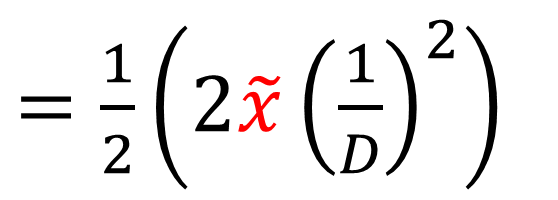 = 1/2 (2x̃ (1/D)²)